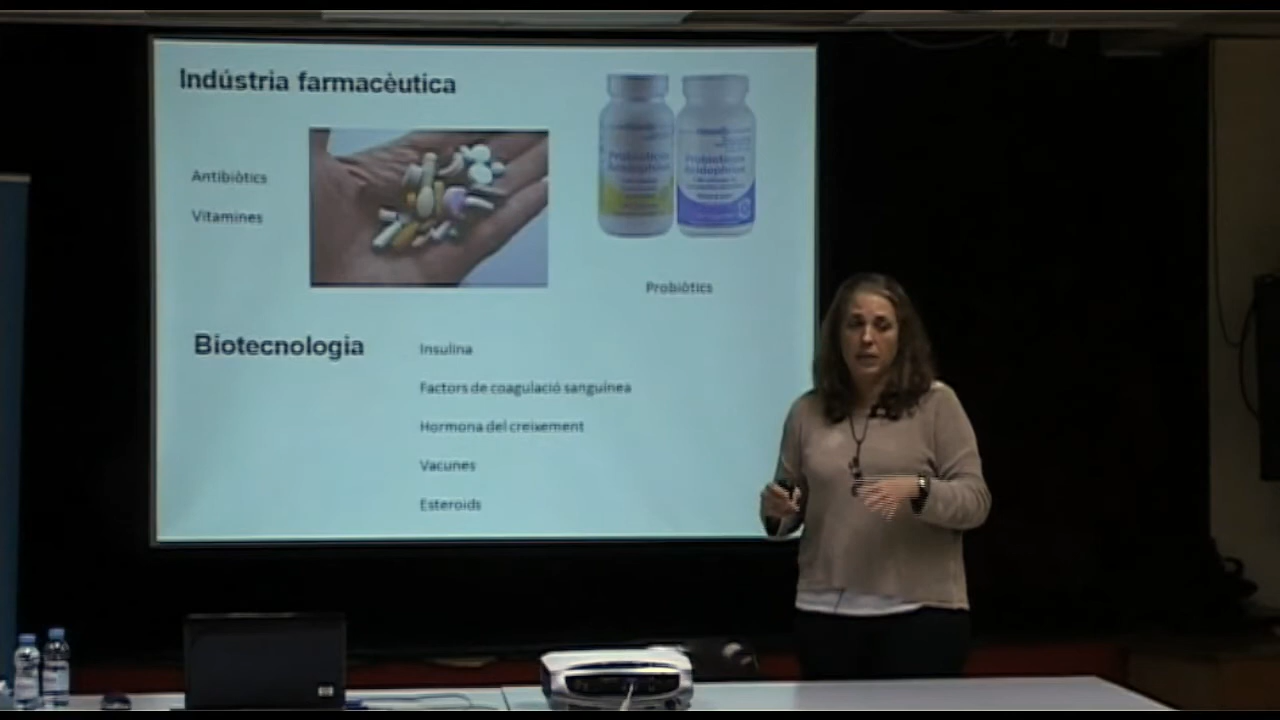 Indústria farmacèutica
Antibiòtics
Vitamines
Probiòtics
Biotecnologia
Insulina
Factors de coagulació sanguínea
Hormona del creixement
Vacunes
Esteroids